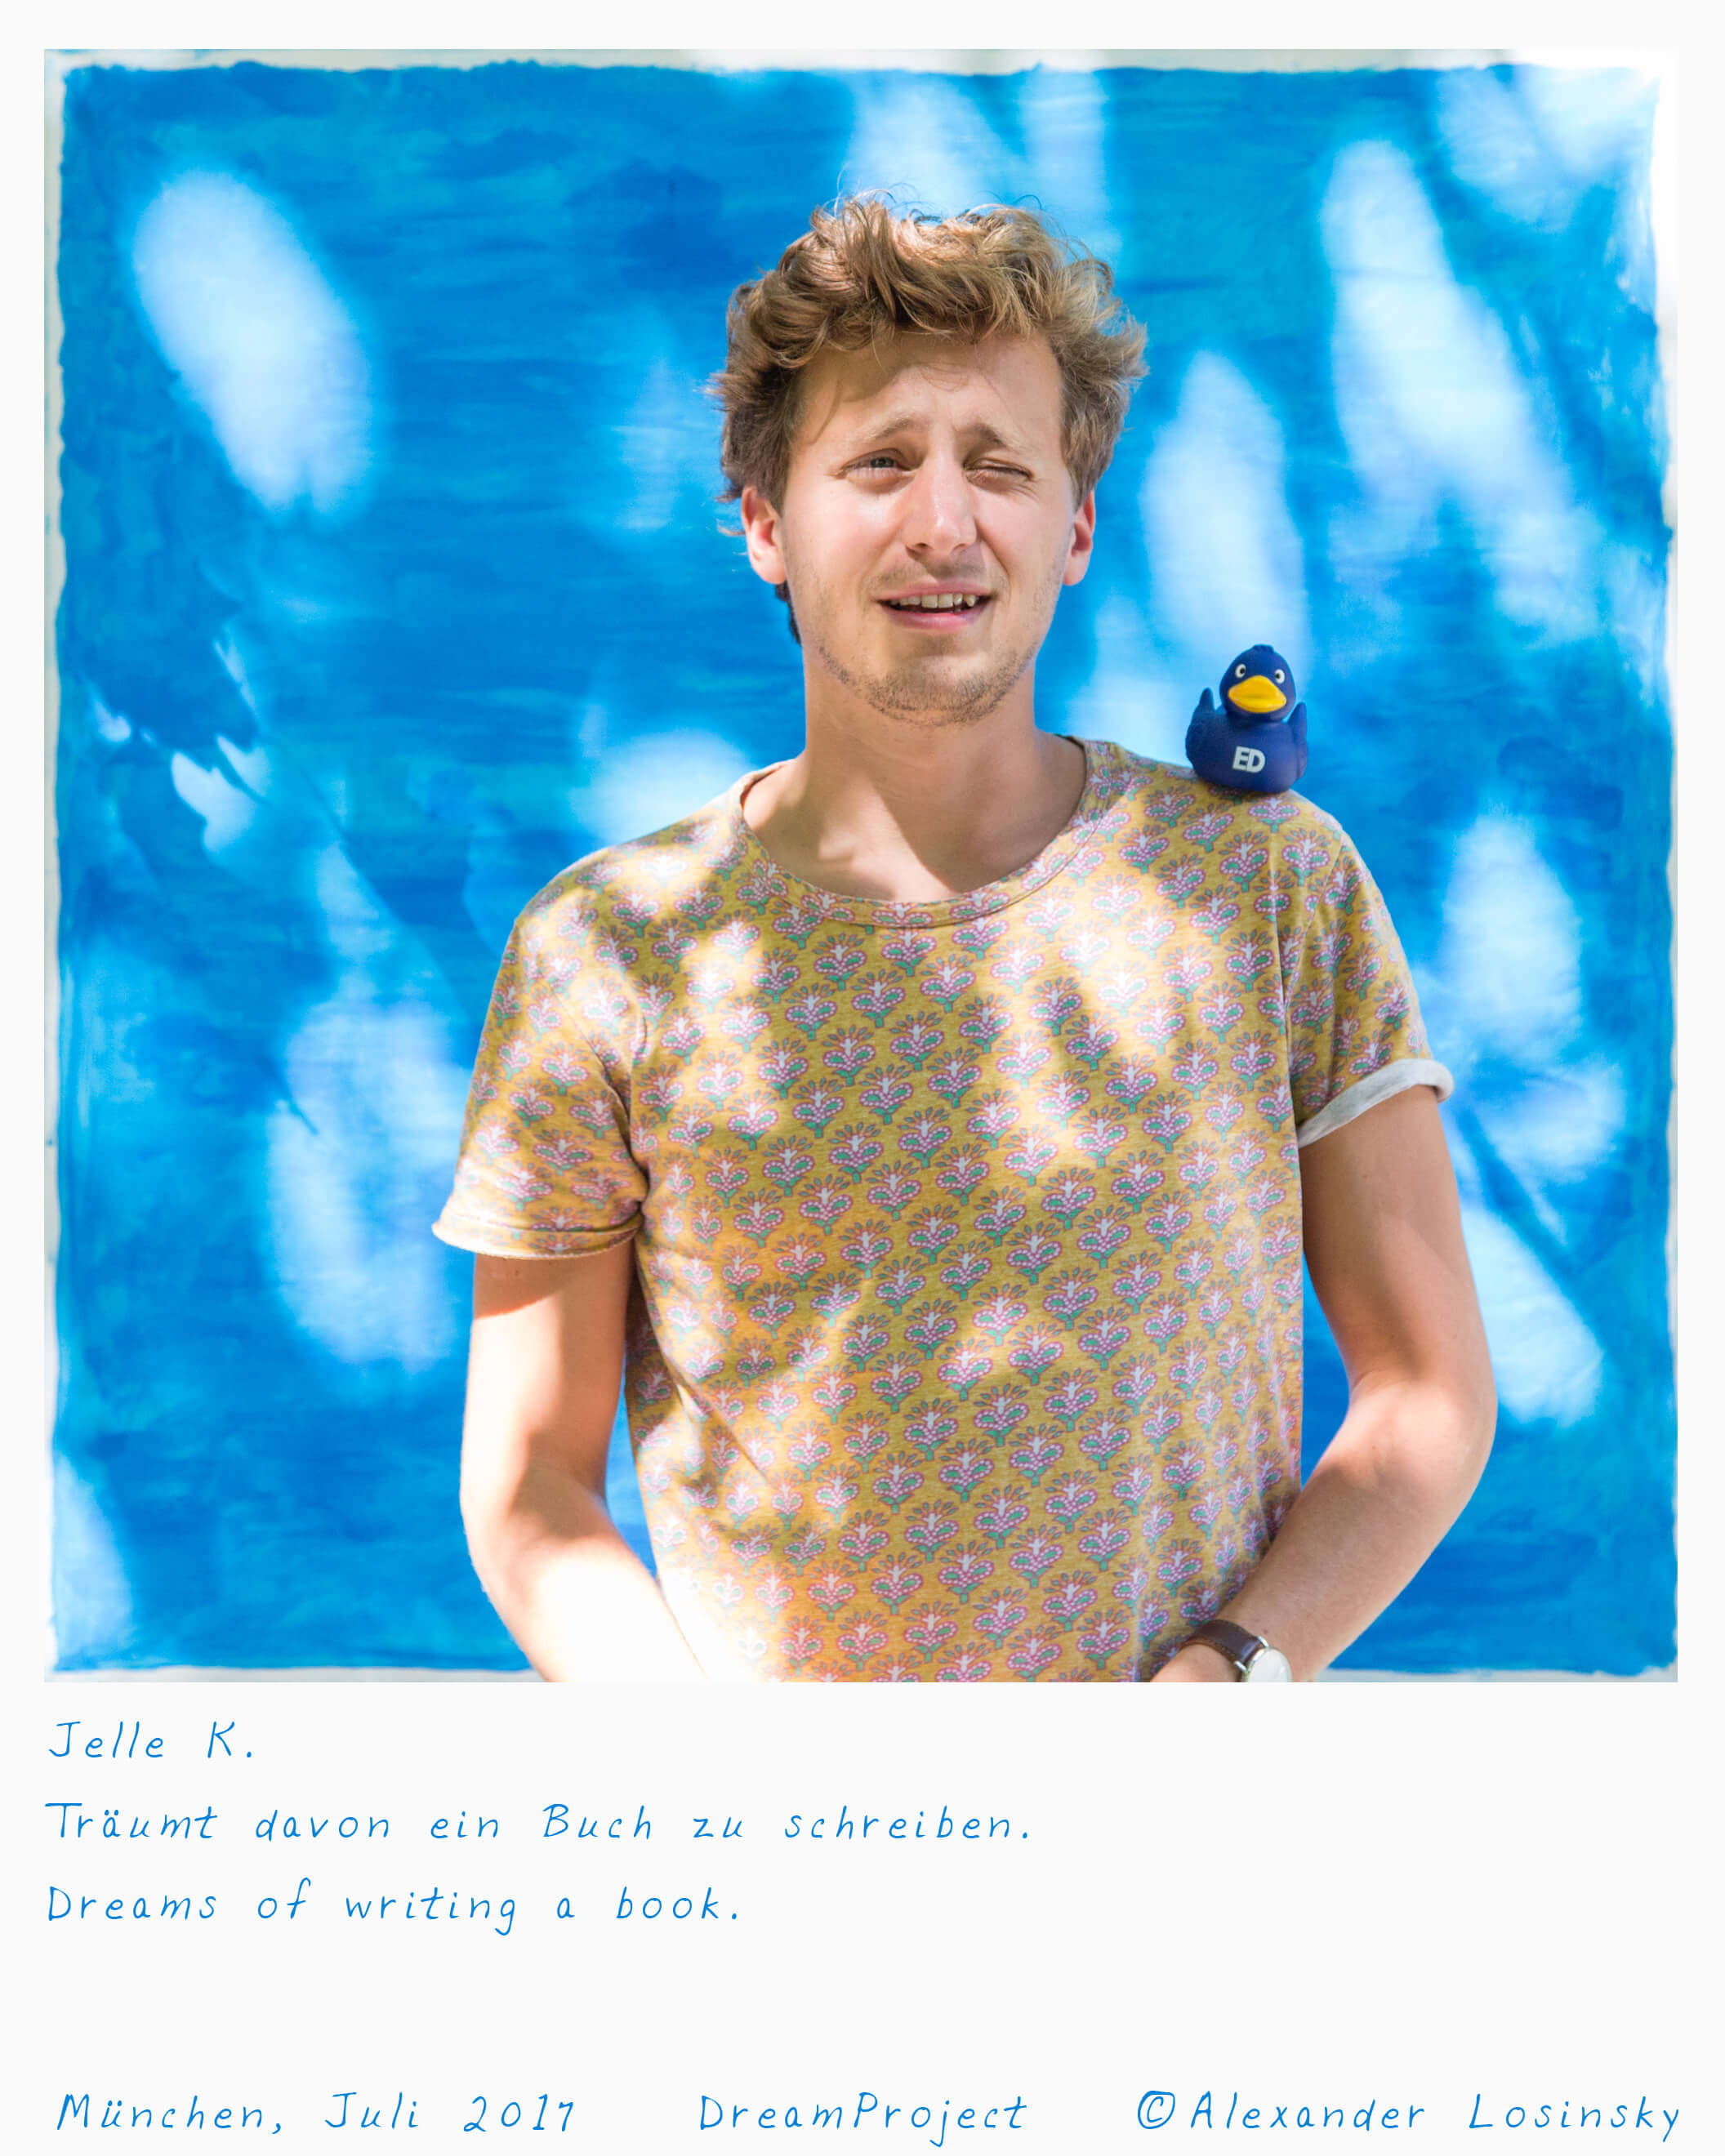 ED
Jelle K.
Träumt davon ein Buch zu schreiben.
Dreams of writing a book.
München, Juli 2017 DreamProject ©Alexander Losinsky